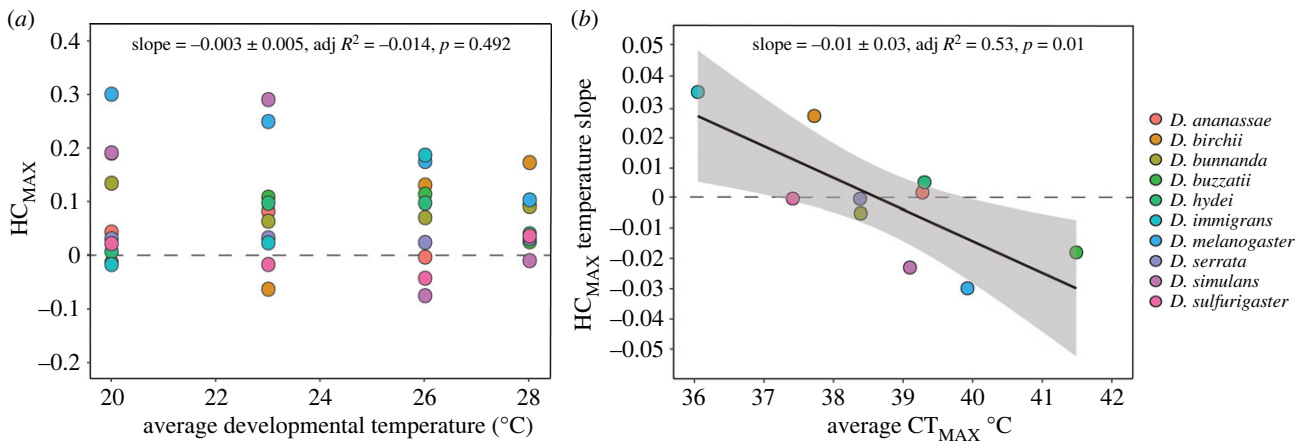 (a)
slope = –0.003 ± 0.005, adj R² = –0.014, p = 0.492
HC_MAX
0.4
0.3
0.2
0.1
0
–0.1
–0.2
20
22
24
26
28
average developmental temperature (°C)
(b)
slope = –0.01 ± 0.03, adj R² = 0.53, p = 0.01
HC_MAX temperature slope
0.05
0.04
0.03
0.02
0.01
0
–0.01
–0.02
–0.03
–0.04
–0.05
36
37
38
39
40
41
42
average CT_MAX °C
D. ananassae
D. birchii
D. bunnanda
D. buzzatii
D. hydei
D. immigrans
D. melanogaster
D. serrata
D. simulans
D. sulfurigaster